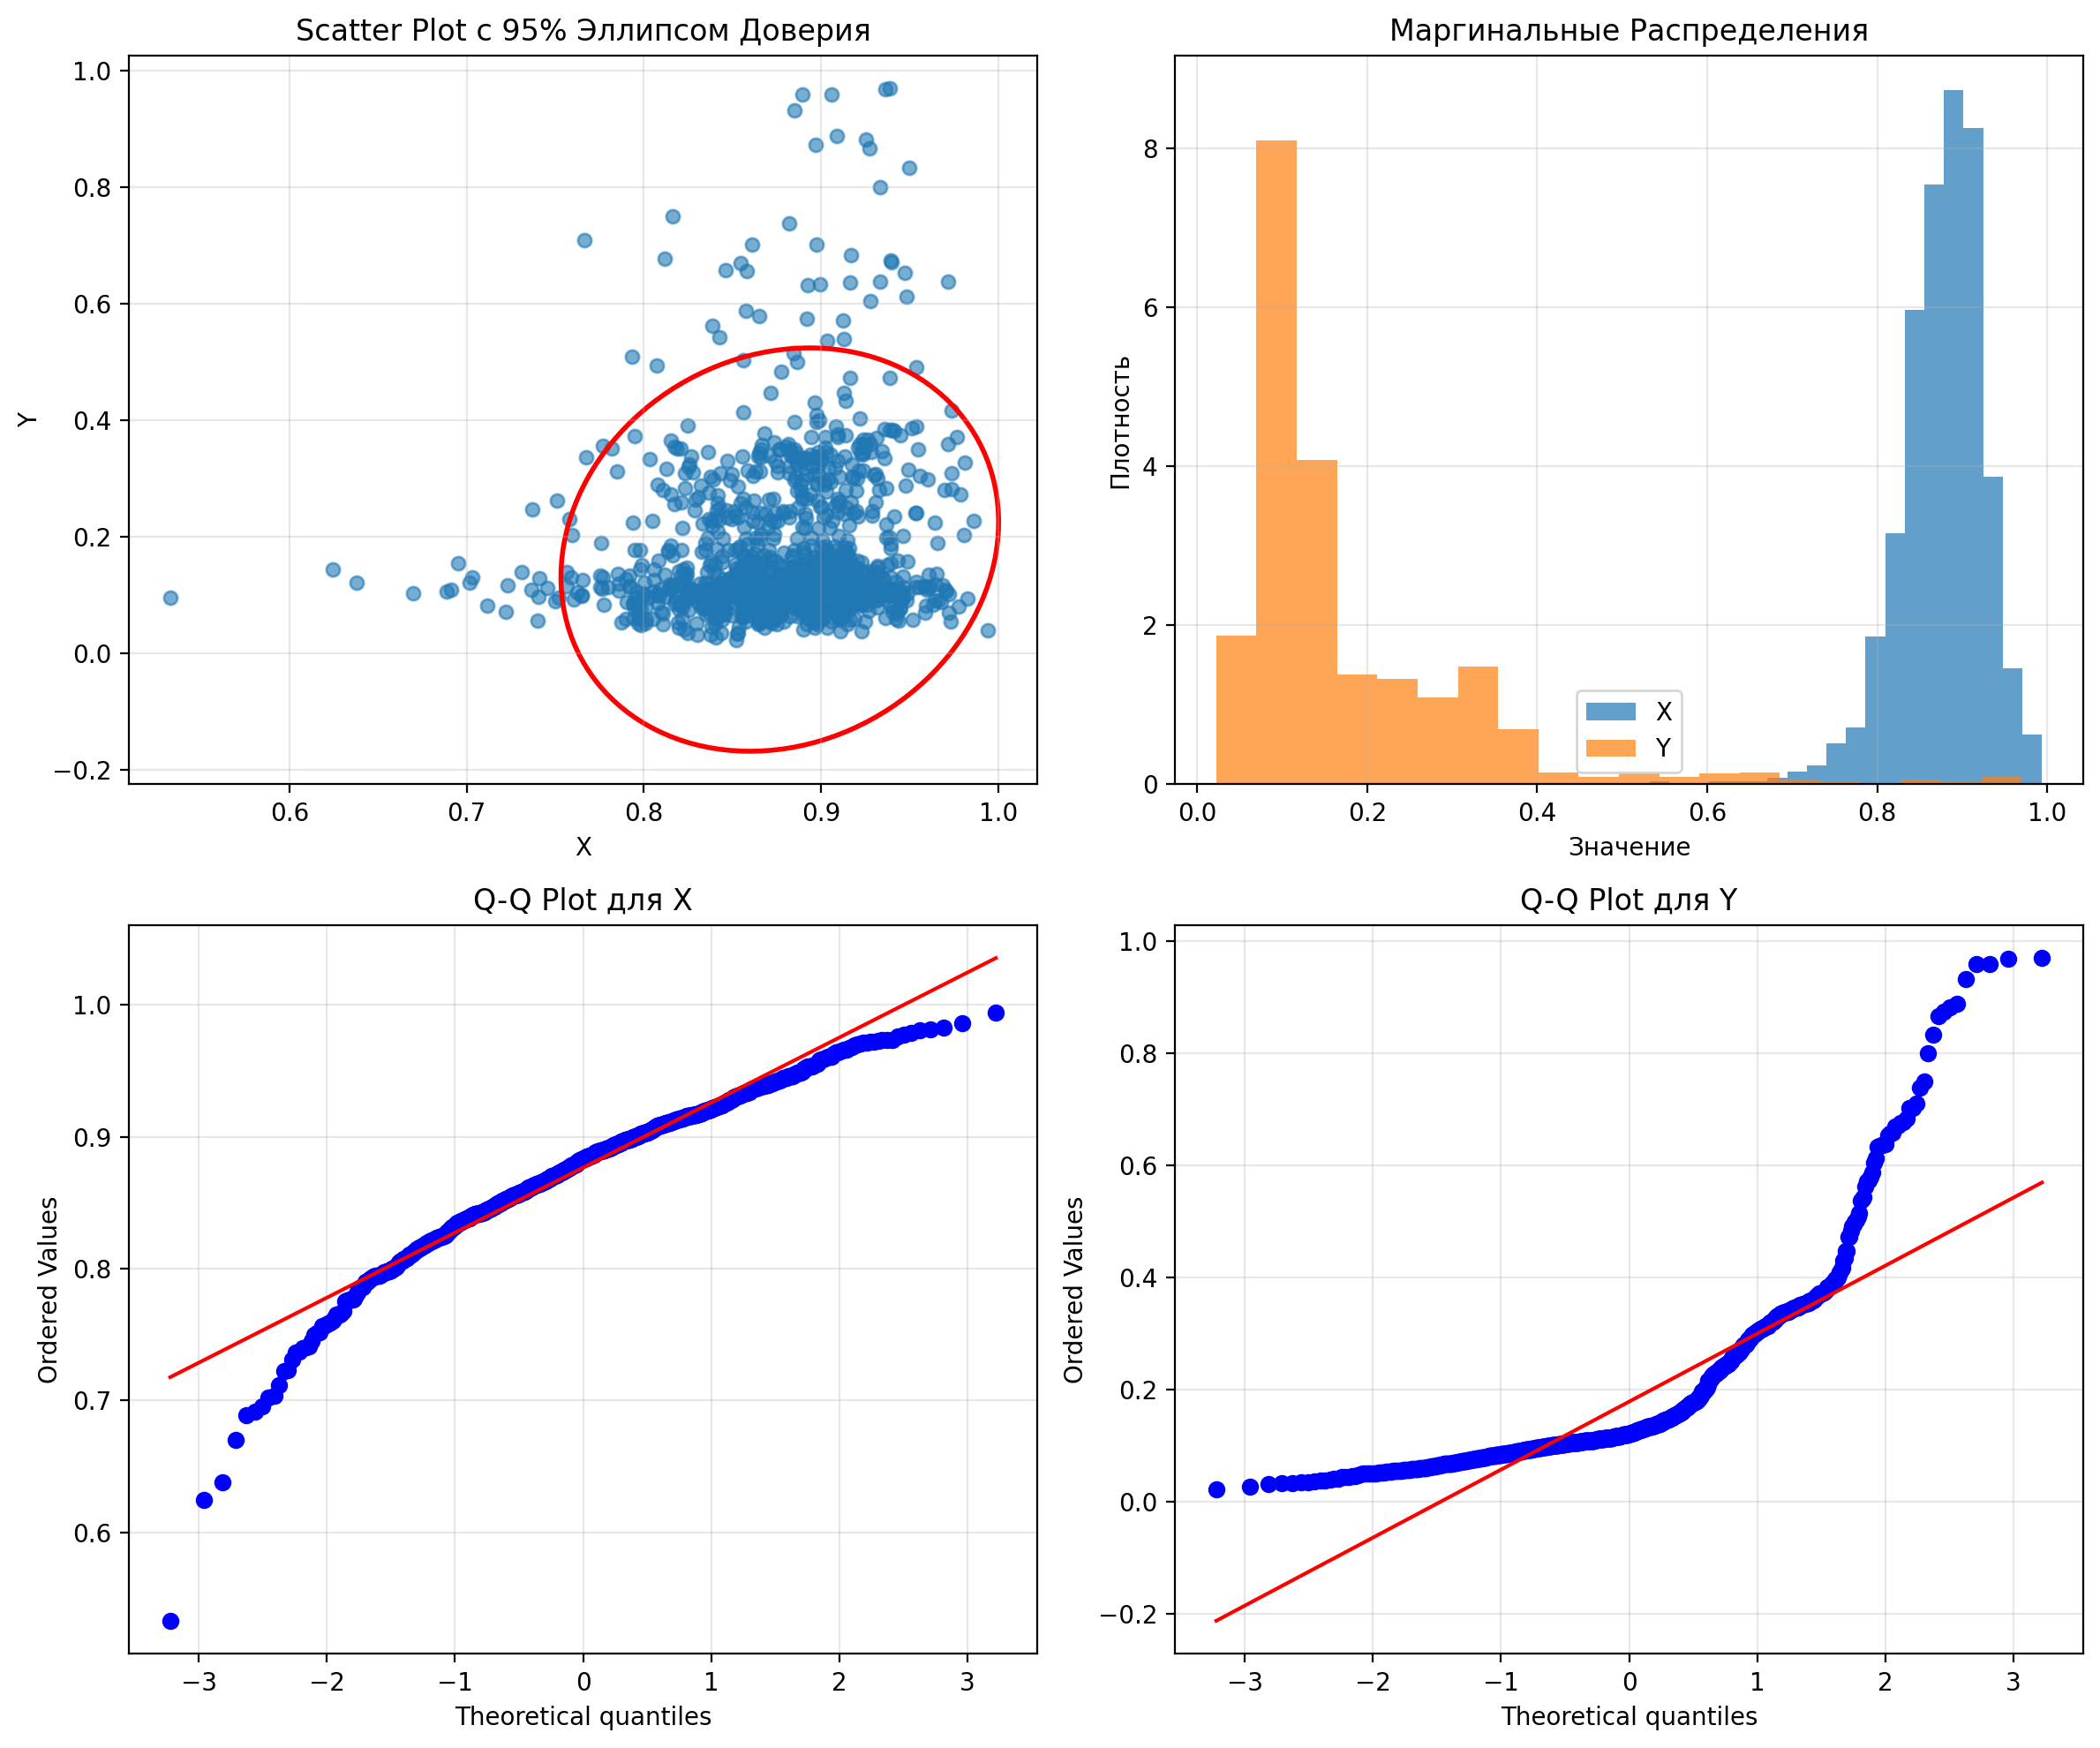 Scatter Plot с 95% Эллипсом Доверия
1.0
0.8
0.6
0.4
0.2
0.0
−0.2
Y
0.6 0.7 0.8 0.9 1.0
X
Маргинальные Распределения
8
6
4
2
0
Плотность
X
Y
0.0 0.2 0.4 0.6 0.8 1.0
Значение
Q-Q Plot для X
1.0
0.9
0.8
0.7
0.6
Ordered Values
−3 −2 −1 0 1 2 3
Theoretical quantiles
Q-Q Plot для Y
1.0
0.8
0.6
0.4
0.2
0.0
−0.2
Ordered Values
−3 −2 −1 0 1 2 3
Theoretical quantiles